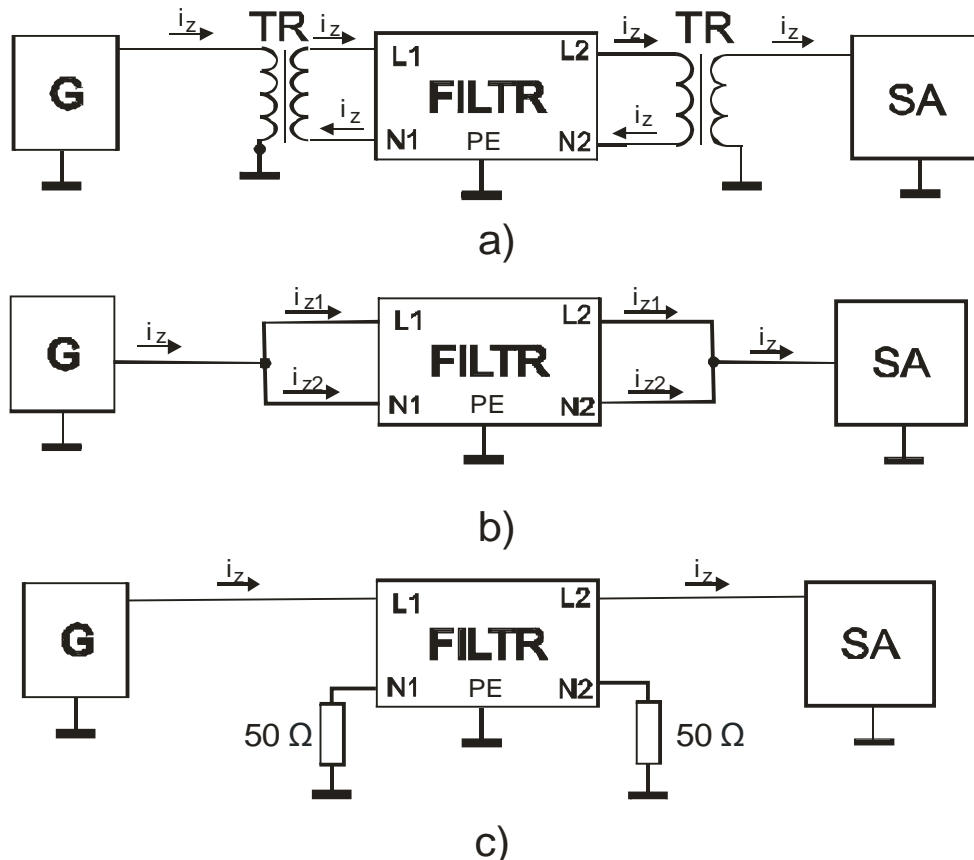 TR
TR
i_z i_z i_z i_z
G
L1
L2
FILTR
SA
i_z
i_z
N1
PE
N2
a)
i_z1
i_z1
i_z
i_z
L1
L2
G
FILTR
SA
i_z2
i_z2
N1
PE
N2
b)
i_z
i_z
G
L1
L2
FILTR
SA
N1
PE
N2
50 Ω
50 Ω
c)